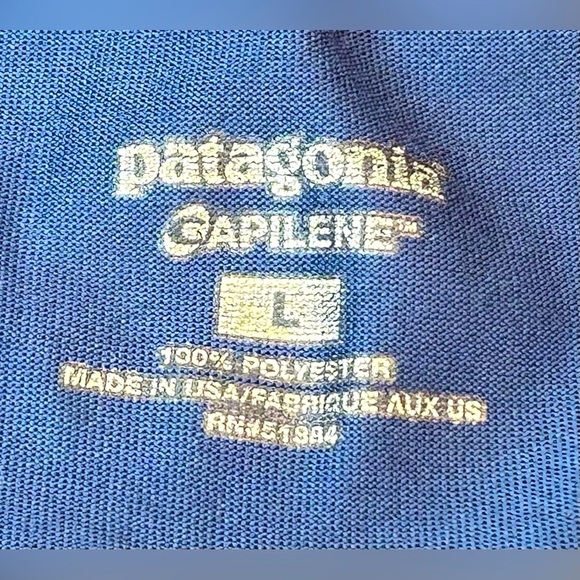 patagonia
CAPILENE™
L
100% POLYESTER
MADE IN USA/FABRIQUE AUX US
RN#51884